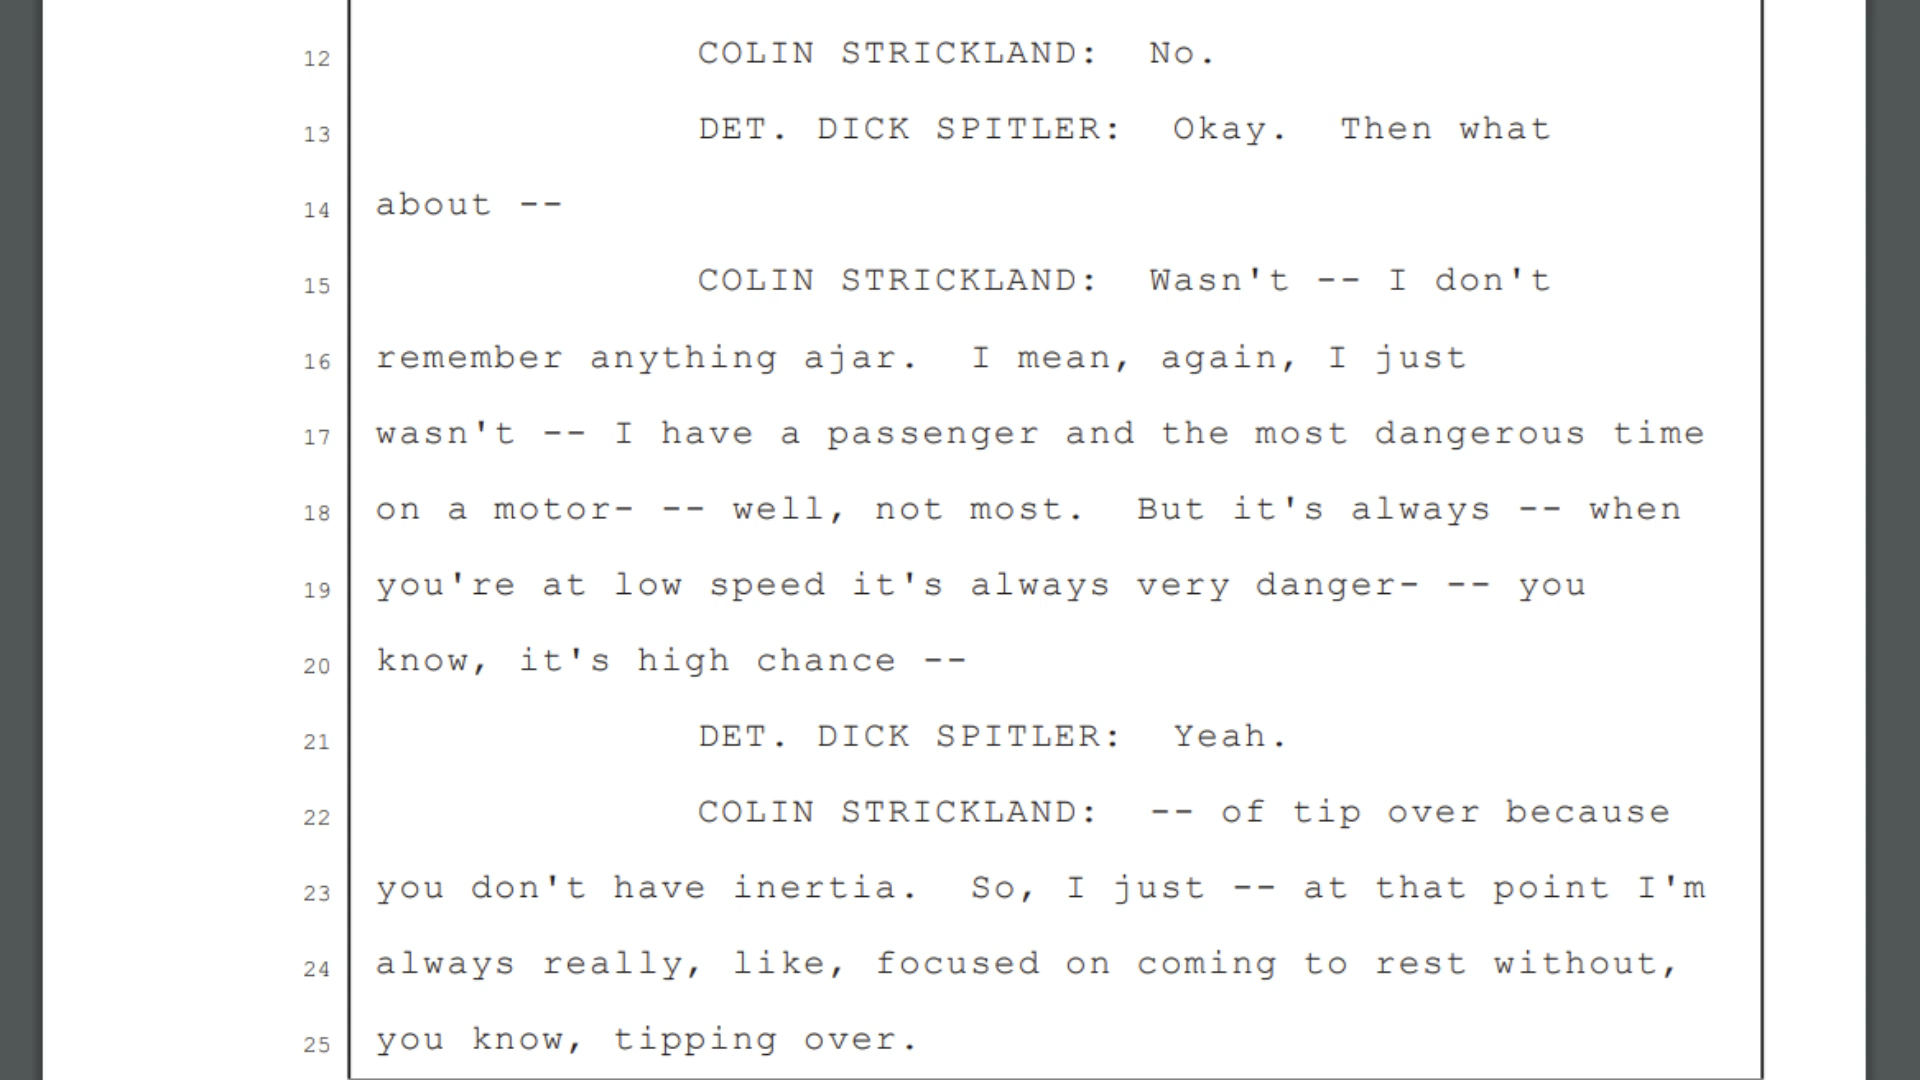 12 COLIN STRICKLAND: No.
13 DET. DICK SPITLER: Okay. Then what
14 about --
15 COLIN STRICKLAND: Wasn't -- I don't
16 remember anything ajar. I mean, again, I just
17 wasn't -- I have a passenger and the most dangerous time
18 on a motor- -- well, not most. But it's always -- when
19 you're at low speed it's always very danger- -- you
20 know, it's high chance --
21 DET. DICK SPITLER: Yeah.
22 COLIN STRICKLAND: -- of tip over because
23 you don't have inertia. So, I just -- at that point I'm
24 always really, like, focused on coming to rest without,
25 you know, tipping over.